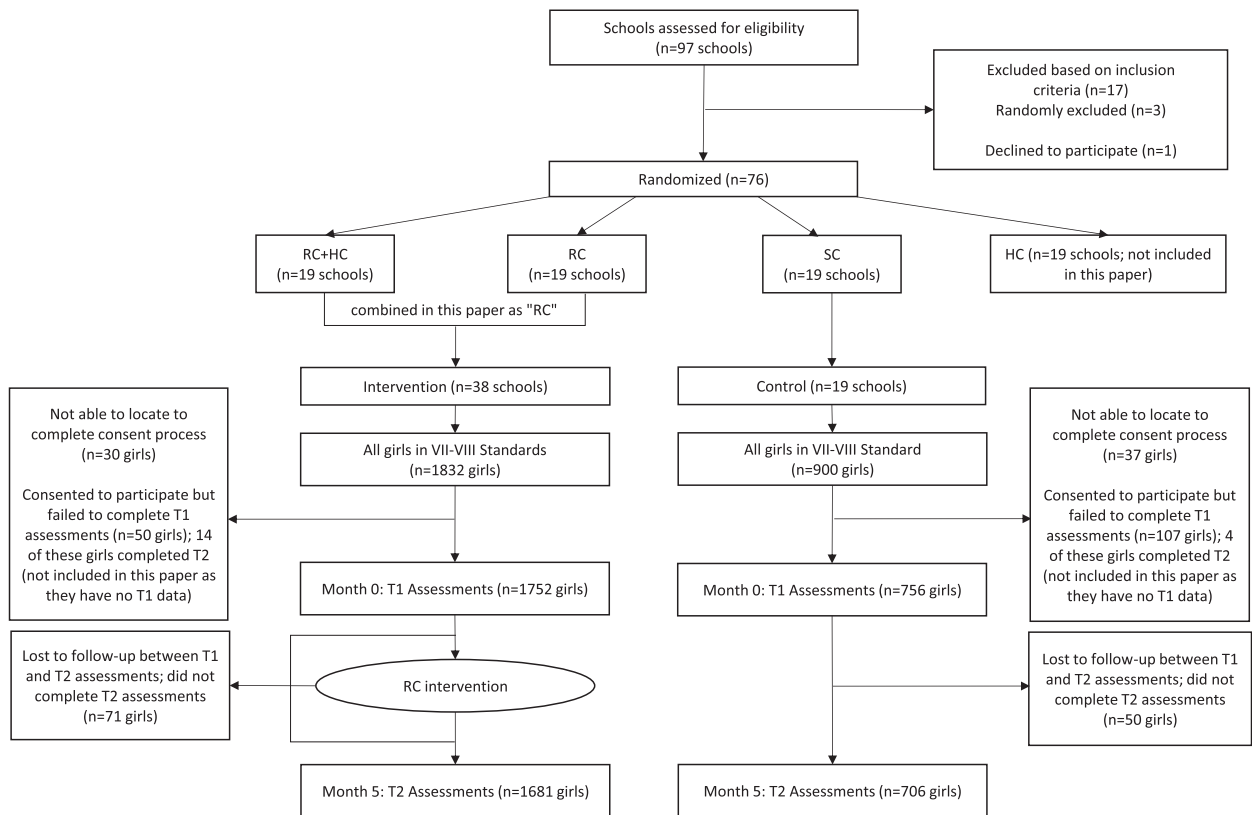 Schools assessed for eligibility
(n=97 schools)
Excluded based on inclusion
criteria (n=17)
Randomly excluded (n=3)
Declined to participate (n=1)
Randomized (n=76)
RC+HC
(n=19 schools)
RC
(n=19 schools)
SC
(n=19 schools)
HC (n=19 schools; not included
in this paper)
combined in this paper as "RC"
Intervention (n=38 schools)
Control (n=19 schools)
Not able to locate to
complete consent process
(n=30 girls)
Consented to participate but
failed to complete T1
assessments (n=50 girls); 14
of these girls completed T2
(not included in this paper as
they have no T1 data)
All girls in VII-VIII Standards
(n=1832 girls)
All girls in VII-VIII Standard
(n=900 girls)
Not able to locate to
complete consent process
(n=37 girls)
Consented to participate but
failed to complete T1
assessments (n=107 girls); 4
of these girls completed T2
(not included in this paper as
they have no T1 data)
Month 0: T1 Assessments (n=1752 girls)
Month 0: T1 Assessments (n=756 girls)
Lost to follow-up between T1
and T2 assessments; did not
complete T2 assessments
(n=71 girls)
RC intervention
Lost to follow-up between T1
and T2 assessments; did not
complete T2 assessments
(n=50 girls)
Month 5: T2 Assessments (n=1681 girls)
Month 5: T2 Assessments (n=706 girls)